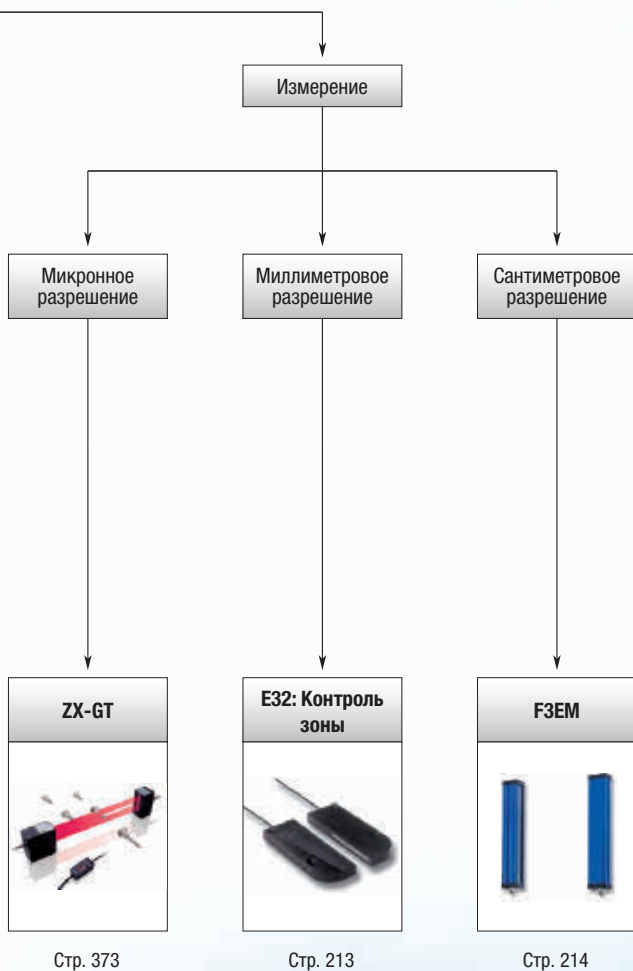 Измерение
Микронное
разрешение
Миллиметровое
разрешение
Сантиметровое
разрешение
ZX-GT
E32: Контроль
зоны
F3EM
Стр. 373
Стр. 213
Стр. 214